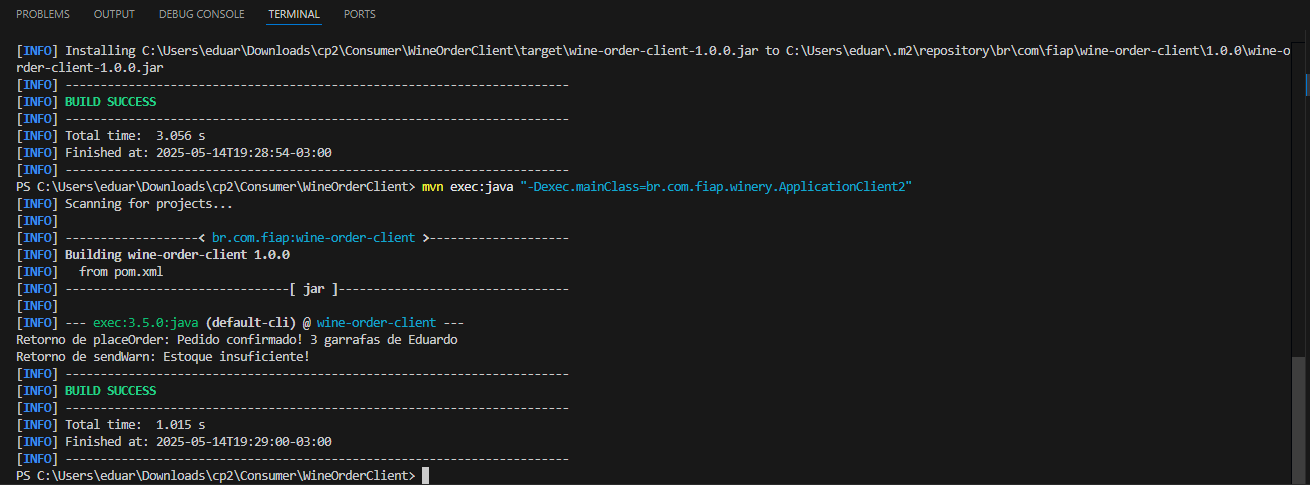 PROBLEMS OUTPUT DEBUG CONSOLE TERMINAL PORTS
[INFO] Installing C:\Users\eduar\Downloads\cp2\Consumer\WineOrderClient\target\wine-order-client-1.0.0.jar to C:\Users\eduar\.m2\repository\br\com\fiap\wine-order-client\1.0.0\wine-o
rder-client-1.0.0.jar
[INFO] ------------------------------------------------------------------------
[INFO] BUILD SUCCESS
[INFO] ------------------------------------------------------------------------
[INFO] Total time:  3.056 s
[INFO] Finished at: 2025-05-14T19:28:54-03:00
[INFO] ------------------------------------------------------------------------
PS C:\Users\eduar\Downloads\cp2\Consumer\WineOrderClient> mvn exec:java "-Dexec.mainClass=br.com.fiap.winery.ApplicationClient2"
[INFO] Scanning for projects...
[INFO]
[INFO] -------------------< br.com.fiap:wine-order-client >--------------------
[INFO] Building wine-order-client 1.0.0
[INFO]   from pom.xml
[INFO] --------------------------------[ jar ]---------------------------------
[INFO]
[INFO] --- exec:3.5.0:java (default-cli) @ wine-order-client ---
Retorno de placeOrder: Pedido confirmado! 3 garrafas de Eduardo
Retorno de sendWarn: Estoque insuficiente!
[INFO] ------------------------------------------------------------------------
[INFO] BUILD SUCCESS
[INFO] ------------------------------------------------------------------------
[INFO] Total time:  1.015 s
[INFO] Finished at: 2025-05-14T19:29:00-03:00
[INFO] ------------------------------------------------------------------------
PS C:\Users\eduar\Downloads\cp2\Consumer\WineOrderClient>